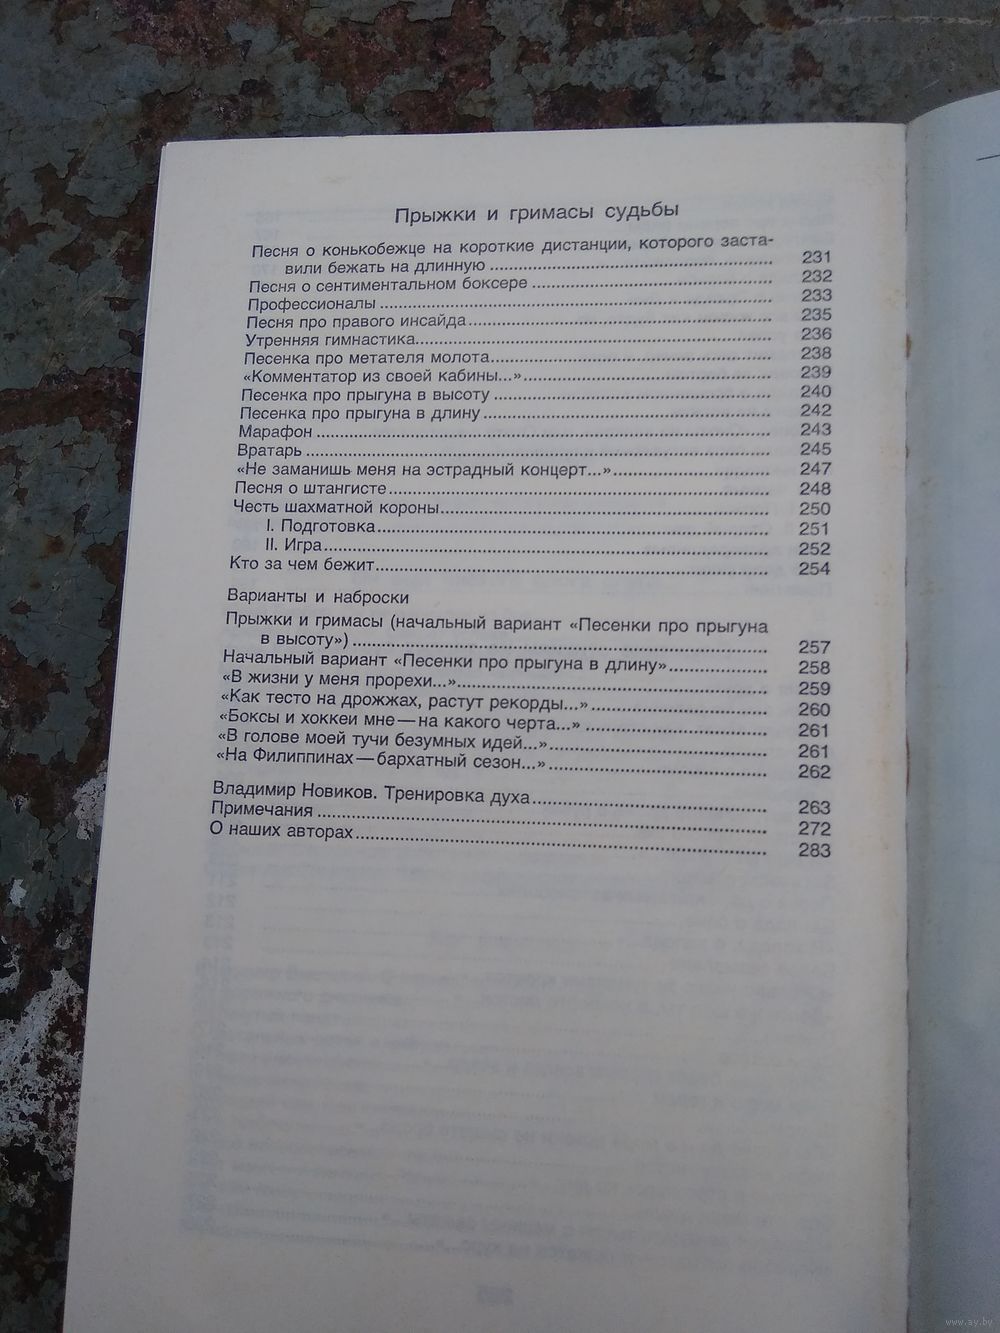 Прыжки и гримасы судьбы
Песня о конькобежце на короткие дистанции, которого заста-
вили бежать на длинную ........ 231
Песня о сентиментальном боксере ........ 232
Профессионалы ........ 233
Песня про правого инсайда ........ 235
Утренняя гимнастика ........ 236
Песенка про метателя молота ........ 238
«Комментатор из своей кабины...» ........ 239
Песенка про прыгуна в высоту ........ 240
Песенка про прыгуна в длину ........ 242
Марафон ........ 243
Вратарь ........ 245
«Не заманишь меня на эстрадный концерт...» ........ 247
Песня о штангисте ........ 248
Честь шахматной короны ........ 250
I. Подготовка ........ 251
II. Игра ........ 252
Кто за чем бежит ........ 254
Варианты и наброски
Прыжки и гримасы (начальный вариант «Песенки про прыгуна
в высоту») ........ 257
Начальный вариант «Песенки про прыгуна в длину» ........ 258
«В жизни у меня прорехи...» ........ 259
«Как тесто на дрожжах, растут рекорды...» ........ 260
«Боксы и хоккеи мне — на какого черта...» ........ 261
«В голове моей тучи безумных идей...» ........ 261
«На Филиппинах — бархатный сезон...» ........ 262
Владимир Новиков. Тренировка духа ........ 263
Примечания ........ 272
О наших авторах ........ 283
www.ay.by